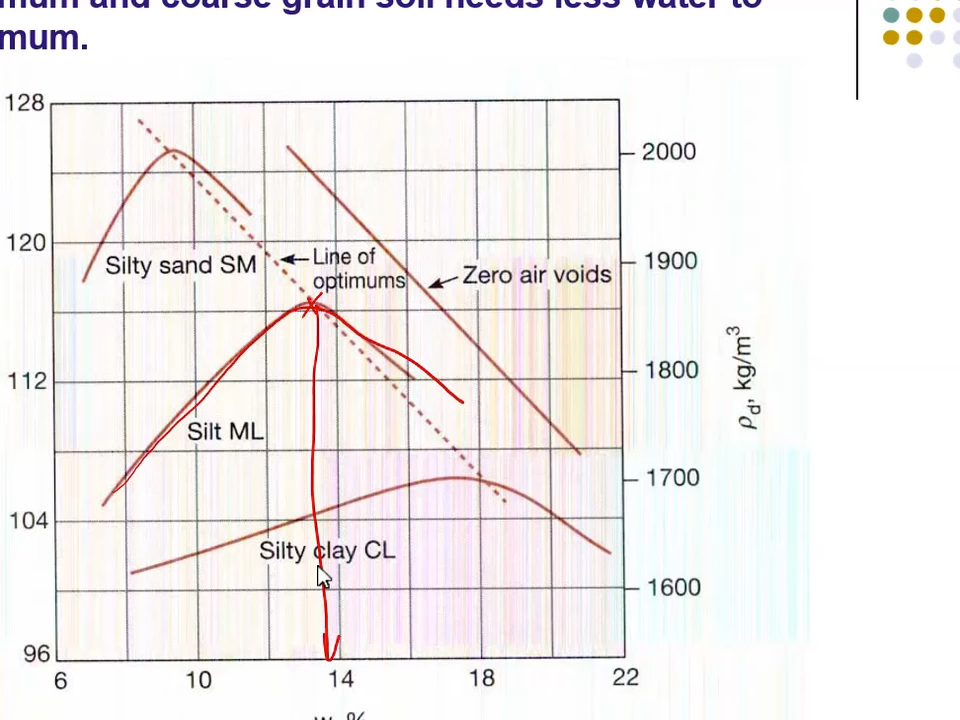 mum and coarse grain soil needs less water to
mum.
128
2000
120
Line of
optimums
Silty sand SM
1900
Zero air voids
112
1800
ρd, kg/m³
Silt ML
1700
104
Silty clay CL
1600
96
6 10 14 18 22